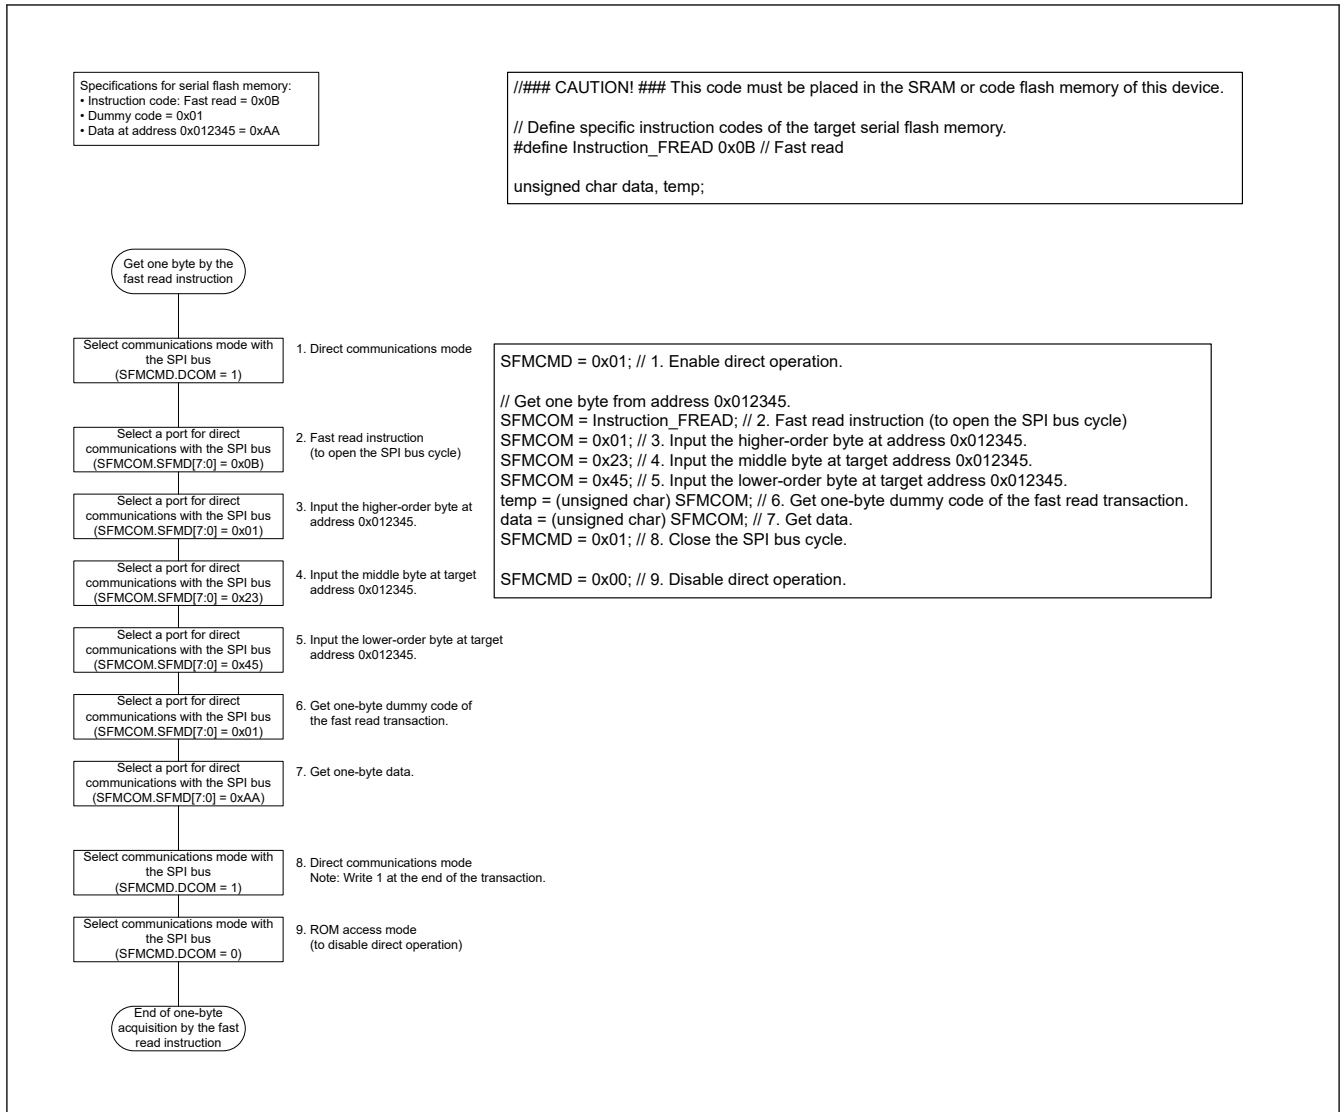 Specifications for serial flash memory:
• Instruction code: Fast read = 0x0B
• Dummy code = 0x01
• Data at address 0x012345 = 0xAA
//### CAUTION! ### This code must be placed in the SRAM or code flash memory of this device.
// Define specific instruction codes of the target serial flash memory.
#define Instruction_FREAD 0x0B // Fast read
unsigned char data, temp;
Get one byte by the
fast read instruction
Select communications mode with
the SPI bus
(SFMCMD.DCOM = 1)
1. Direct communications mode
Select a port for direct
communications with the SPI bus
(SFMCOM.SFMD[7:0] = 0x0B)
2. Fast read instruction
(to open the SPI bus cycle)
Select a port for direct
communications with the SPI bus
(SFMCOM.SFMD[7:0] = 0x01)
3. Input the higher-order byte at
address 0x012345.
Select a port for direct
communications with the SPI bus
(SFMCOM.SFMD[7:0] = 0x23)
4. Input the middle byte at target
address 0x012345.
Select a port for direct
communications with the SPI bus
(SFMCOM.SFMD[7:0] = 0x45)
5. Input the lower-order byte at target
address 0x012345.
Select a port for direct
communications with the SPI bus
(SFMCOM.SFMD[7:0] = 0x01)
6. Get one-byte dummy code of
the fast read transaction.
Select a port for direct
communications with the SPI bus
(SFMCOM.SFMD[7:0] = 0xAA)
7. Get one-byte data.
Select communications mode with
the SPI bus
(SFMCMD.DCOM = 1)
8. Direct communications mode
Note: Write 1 at the end of the transaction.
Select communications mode with
the SPI bus
(SFMCMD.DCOM = 0)
9. ROM access mode
(to disable direct operation)
End of one-byte
acquisition by the fast
read instruction
SFMCMD = 0x01; // 1. Enable direct operation.
// Get one byte from address 0x012345.
SFMCOM = Instruction_FREAD; // 2. Fast read instruction (to open the SPI bus cycle)
SFMCOM = 0x01; // 3. Input the higher-order byte at address 0x012345.
SFMCOM = 0x23; // 4. Input the middle byte at target address 0x012345.
SFMCOM = 0x45; // 5. Input the lower-order byte at target address 0x012345.
temp = (unsigned char) SFMCOM; // 6. Get one-byte dummy code of the fast read transaction.
data = (unsigned char) SFMCOM; // 7. Get data.
SFMCMD = 0x01; // 8. Close the SPI bus cycle.
SFMCMD = 0x00; // 9. Disable direct operation.